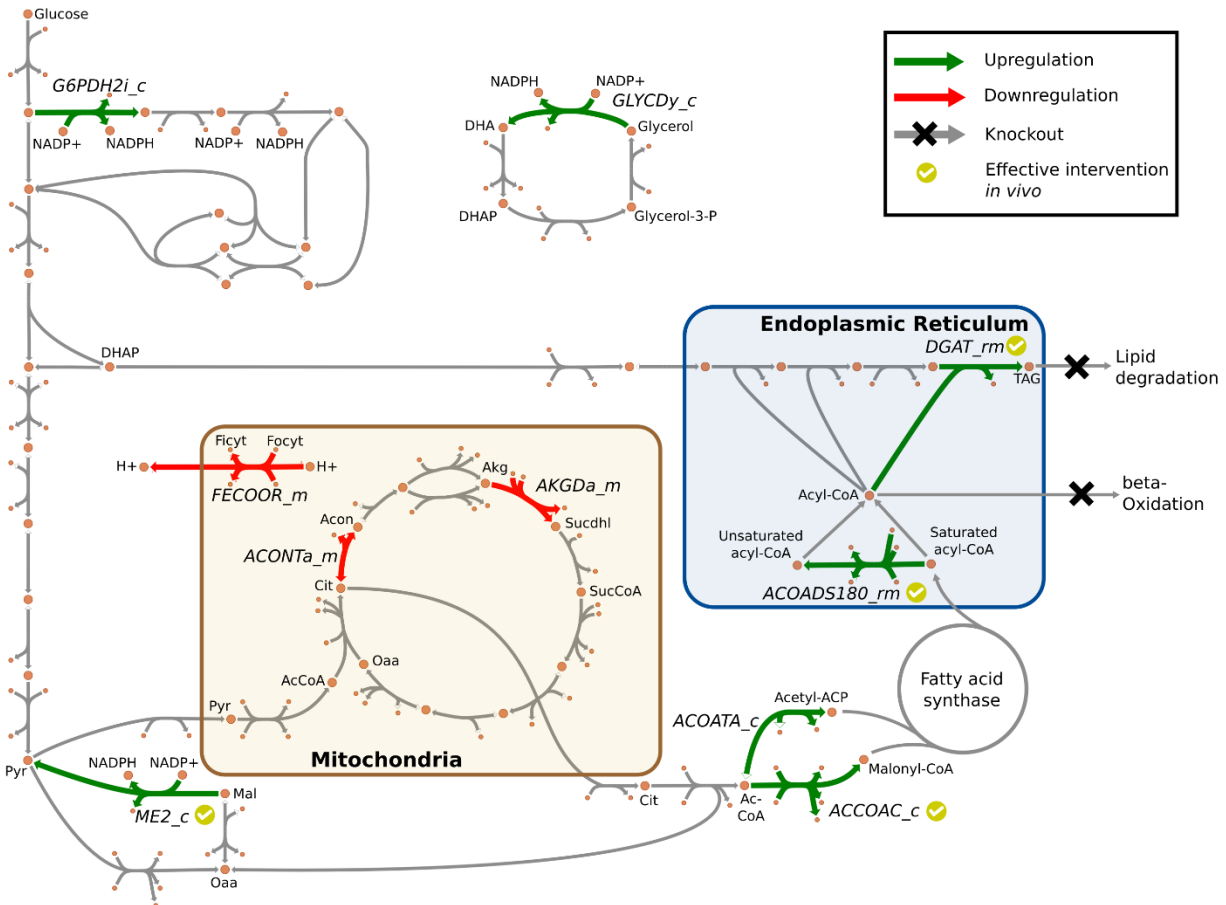 Glucose
G6PDH2i_c
NADP+
NADPH
NADP+
NADPH
NADPH
NADP+
GLYCDy_c
DHA
Glycerol
DHAP
Glycerol-3-P
Upregulation
Downregulation
Knockout
Effective intervention
in vivo
DHAP
Endoplasmic Reticulum
DGAT_rm
TAG
Lipid
degradation
Acyl-CoA
beta-
Oxidation
Unsaturated
acyl-CoA
Saturated
acyl-CoA
ACOADS180_rm
Ficyt
Focyt
H+
H+
FECOOR_m
Akg
AKGDa_m
Acon
Sucdhl
ACONTa_m
Cit
SucCoA
Oaa
AcCoA
Pyr
Mitochondria
Fatty acid
synthase
Acetyl-ACP
ACOATA_c
Malonyl-CoA
Pyr
NADPH
NADP+
Mal
ME2_c
Oaa
Cit
Ac-
CoA
ACCOAC_c